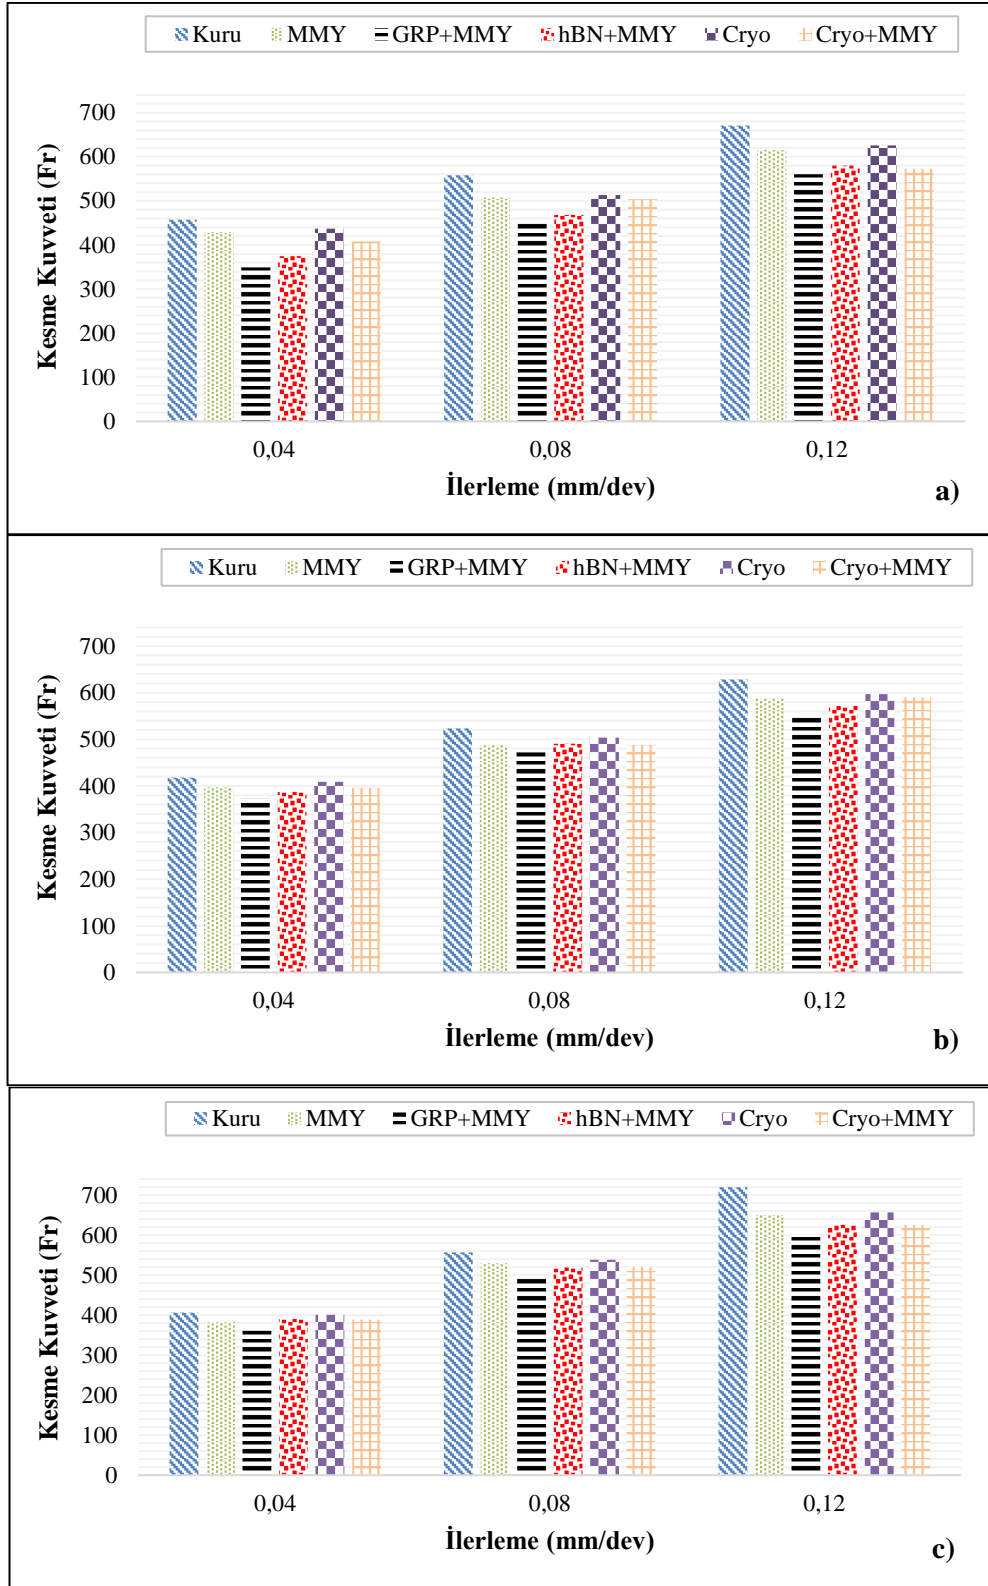 Kuru MMY GRP+MMY hBN+MMY Cryo Cryo+MMY
Kesme Kuvveti (Fr)
700
600
500
400
300
200
100
0
0,04 0,08 0,12
İlerleme (mm/dev)
a)
Kuru MMY GRP+MMY hBN+MMY Cryo Cryo+MMY
Kesme Kuvveti (Fr)
700
600
500
400
300
200
100
0
0,04 0,08 0,12
İlerleme (mm/dev)
b)
Kuru MMY GRP+MMY hBN+MMY Cryo Cryo+MMY
Kesme Kuvveti (Fr)
700
600
500
400
300
200
100
0
0,04 0,08 0,12
İlerleme (mm/dev)
c)